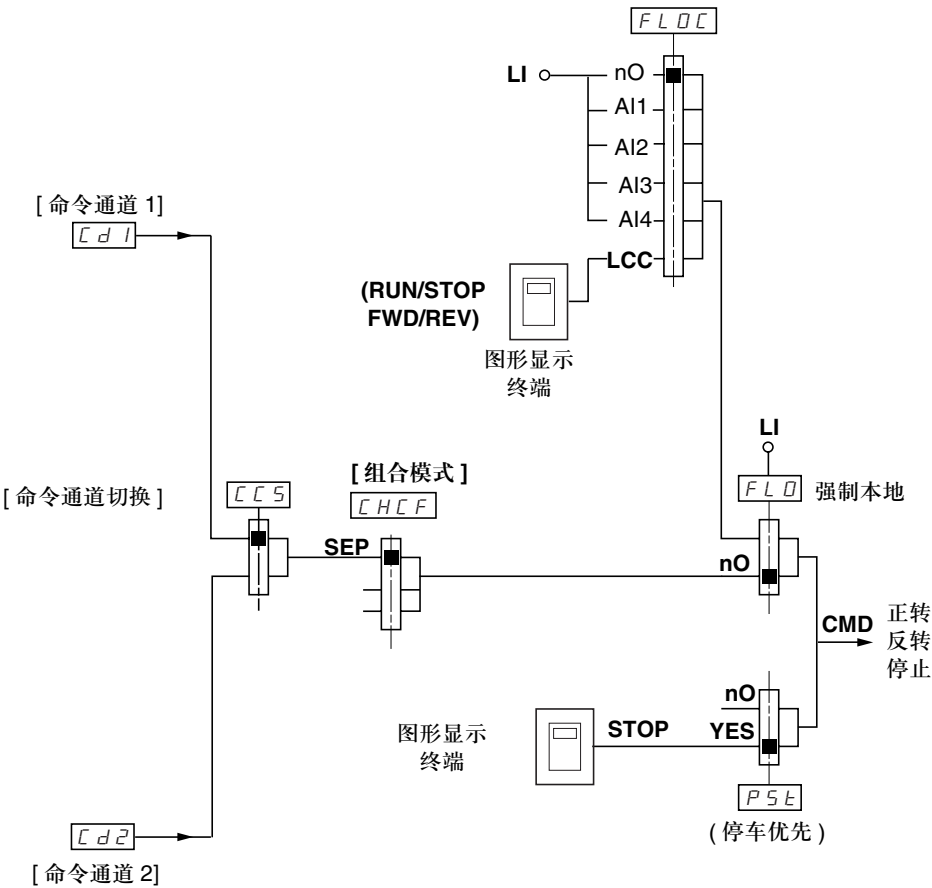 FLOC
LI
nO
AI1
AI2
AI3
AI4
LCC
[ 命令通道 1]
Cd1
(RUN/STOP
FWD/REV)
图形显示
终端
LI
FLO
强制本地
[ 命令通道切换 ]
CCS
[ 组合模式 ]
CHCF
SEP
nO
CMD
正转
反转
停止
nO
图形显示
终端
STOP
YES
PSt
( 停车优先 )
Cd2
[ 命令通道 2]